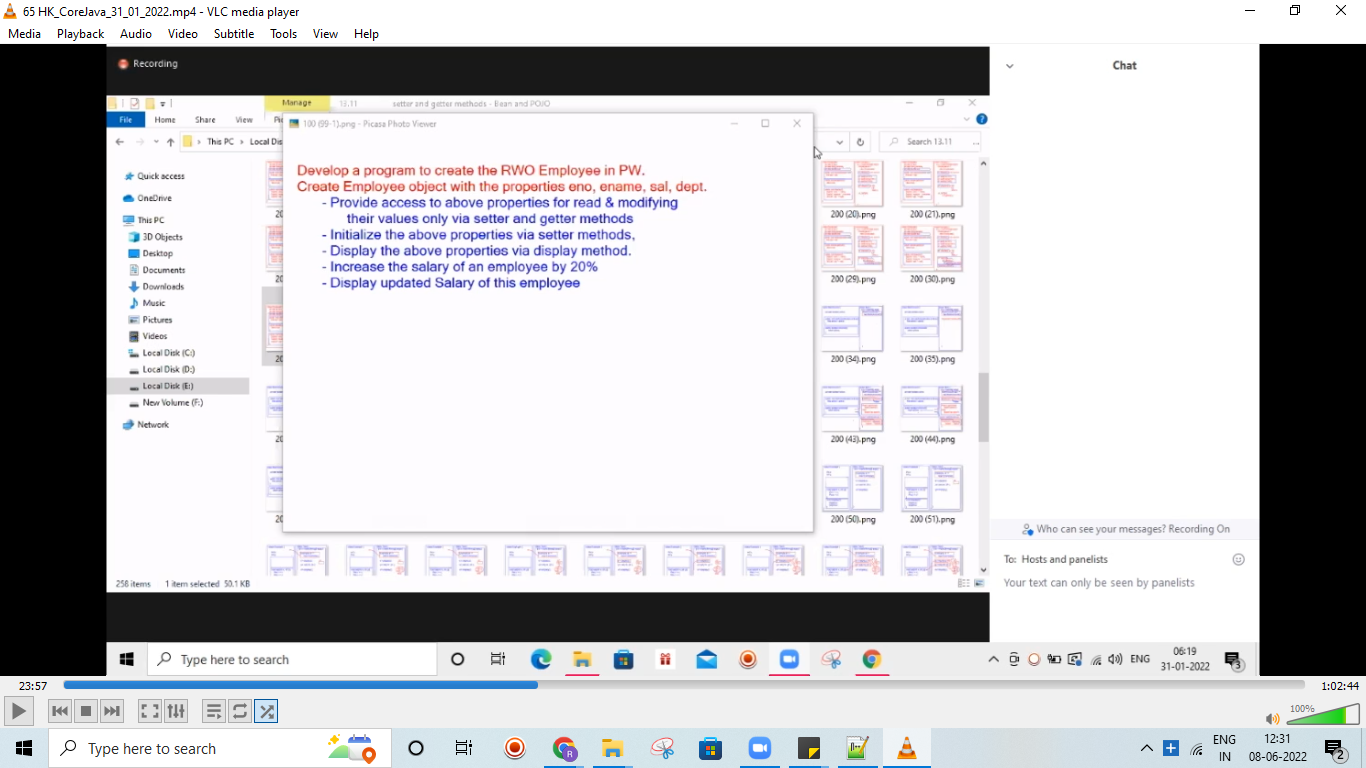 65 HK_CoreJava_31_01_2022.mp4 - VLC media player
Media Playback Audio Video Subtitle Tools View Help
Recording
Chat
Manage 13.11 setter and getter methods - Bean and POJO
File Home Share View
100 (99-1).png - Picasa Photo Viewer
This PC Local Dis
Search 13.11
Develop a program to create the RWO Employee in PW.
Create Employee object with the properties eno, ename, sal, dept.
- Provide access to above properties for read & modifying
their values only via setter and getter methods
- Initialize the above properties via setter methods,
- Display the above properties via display method.
- Increase the salary of an employee by 20%
- Display updated Salary of this employee
Quick access
OneDrive
This PC
3D Objects
Desktop
Documents
Downloads
Music
Pictures
Videos
Local Disk (C:)
Local Disk (D:)
Local Disk (E:)
New Volume (F:)
Network
200 (20).png 200 (21).png
200 (29).png 200 (30).png
200 (34).png 200 (35).png
200 (43).png 200 (44).png
200 (50).png 200 (51).png
258 items 1 item selected 50.1 KB
Who can see your messages? Recording On
To: Hosts and panelists
Your text can only be seen by panelists
Type here to search
ENG
06:19
31-01-2022
3
23:57
1:02:44
100%
Type here to search
R
ENG
IN
12:31
08-06-2022
2